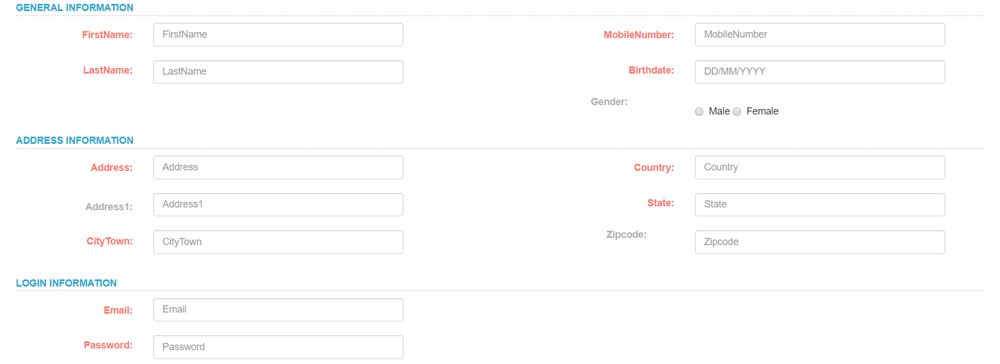 GENERAL INFORMATION
FirstName: FirstName MobileNumber: MobileNumber
LastName: LastName Birthdate: DD/MM/YYYY
Gender: Male Female
ADDRESS INFORMATION
Address: Address Country: Country
Address1: Address1 State: State
CityTown: CityTown Zipcode: Zipcode
LOGIN INFORMATION
Email: Email
Password: Password